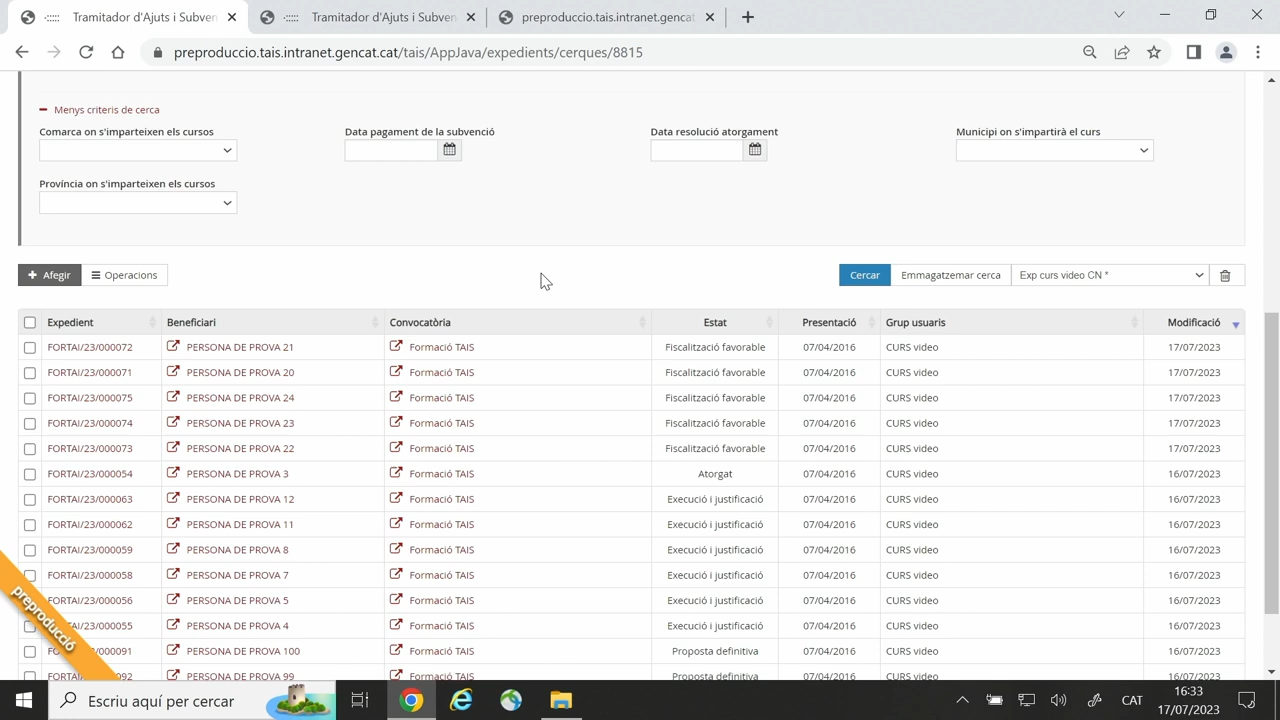 Tramitador d'Ajuts i Subven
Tramitador d'Ajuts i Subven
preproduccio.tais.intranet.gencat
preproduccio.tais.intranet.gencat.cat/tais/AppJava/expedients/cerques/8815
Menys criteris de cerca
Comarca on s'imparteixen els cursos
Data pagament de la subvenció
Data resolució atorgament
Municipi on s'impartirà el curs
Província on s'imparteixen els cursos
+ Afegir
Operacions
Cercar
Emmagatzemar cerca
Exp curs video CN *
Expedient Beneficiari Convocatòria Estat Presentació Grup usuaris Modificació
FORTAI/23/000072 PERSONA DE PROVA 21 Formació TAIS Fiscalització favorable 07/04/2016 CURS video 17/07/2023
FORTAI/23/000071 PERSONA DE PROVA 20 Formació TAIS Fiscalització favorable 07/04/2016 CURS video 17/07/2023
FORTAI/23/000075 PERSONA DE PROVA 24 Formació TAIS Fiscalització favorable 07/04/2016 CURS video 17/07/2023
FORTAI/23/000074 PERSONA DE PROVA 23 Formació TAIS Fiscalització favorable 07/04/2016 CURS video 17/07/2023
FORTAI/23/000073 PERSONA DE PROVA 22 Formació TAIS Fiscalització favorable 07/04/2016 CURS video 17/07/2023
FORTAI/23/000054 PERSONA DE PROVA 3 Formació TAIS Atorgat 07/04/2016 CURS video 16/07/2023
FORTAI/23/000063 PERSONA DE PROVA 12 Formació TAIS Execució i justificació 07/04/2016 CURS video 16/07/2023
FORTAI/23/000062 PERSONA DE PROVA 11 Formació TAIS Execució i justificació 07/04/2016 CURS video 16/07/2023
FORTAI/23/000059 PERSONA DE PROVA 8 Formació TAIS Execució i justificació 07/04/2016 CURS video 16/07/2023
FORTAI/23/000058 PERSONA DE PROVA 7 Formació TAIS Execució i justificació 07/04/2016 CURS video 16/07/2023
FORTAI/23/000056 PERSONA DE PROVA 5 Formació TAIS Execució i justificació 07/04/2016 CURS video 16/07/2023
FORTAI/23/000055 PERSONA DE PROVA 4 Formació TAIS Execució i justificació 07/04/2016 CURS video 16/07/2023
FORTAI/23/000091 PERSONA DE PROVA 100 Formació TAIS Proposta definitiva 07/04/2016 CURS video 16/07/2023
PERSONA DE PROVA 99 Formació TAIS Proposta definitiva 07/04/2016 CURS video 16/07/2023
preproducció
Escriu aquí per cercar
CAT
16:33
17/07/2023